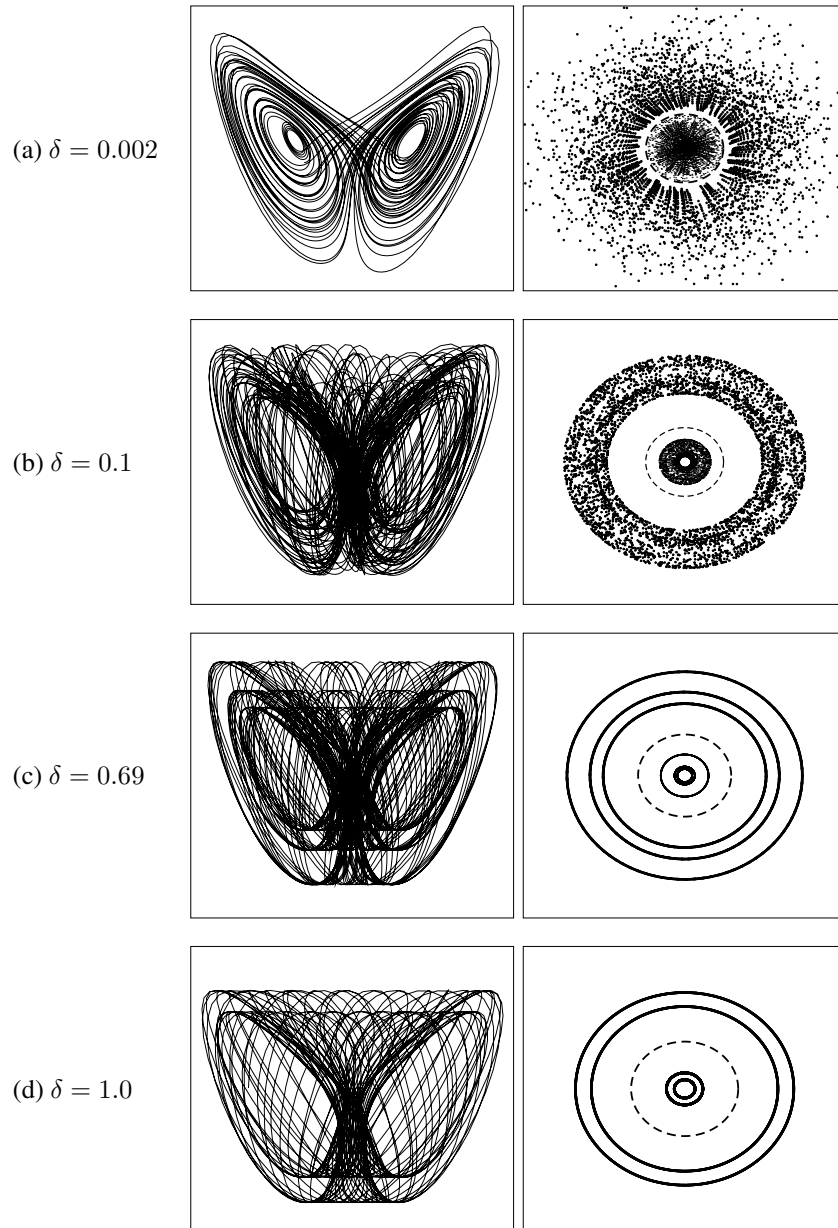 (a) δ = 0.002
(b) δ = 0.1
(c) δ = 0.69
(d) δ = 1.0